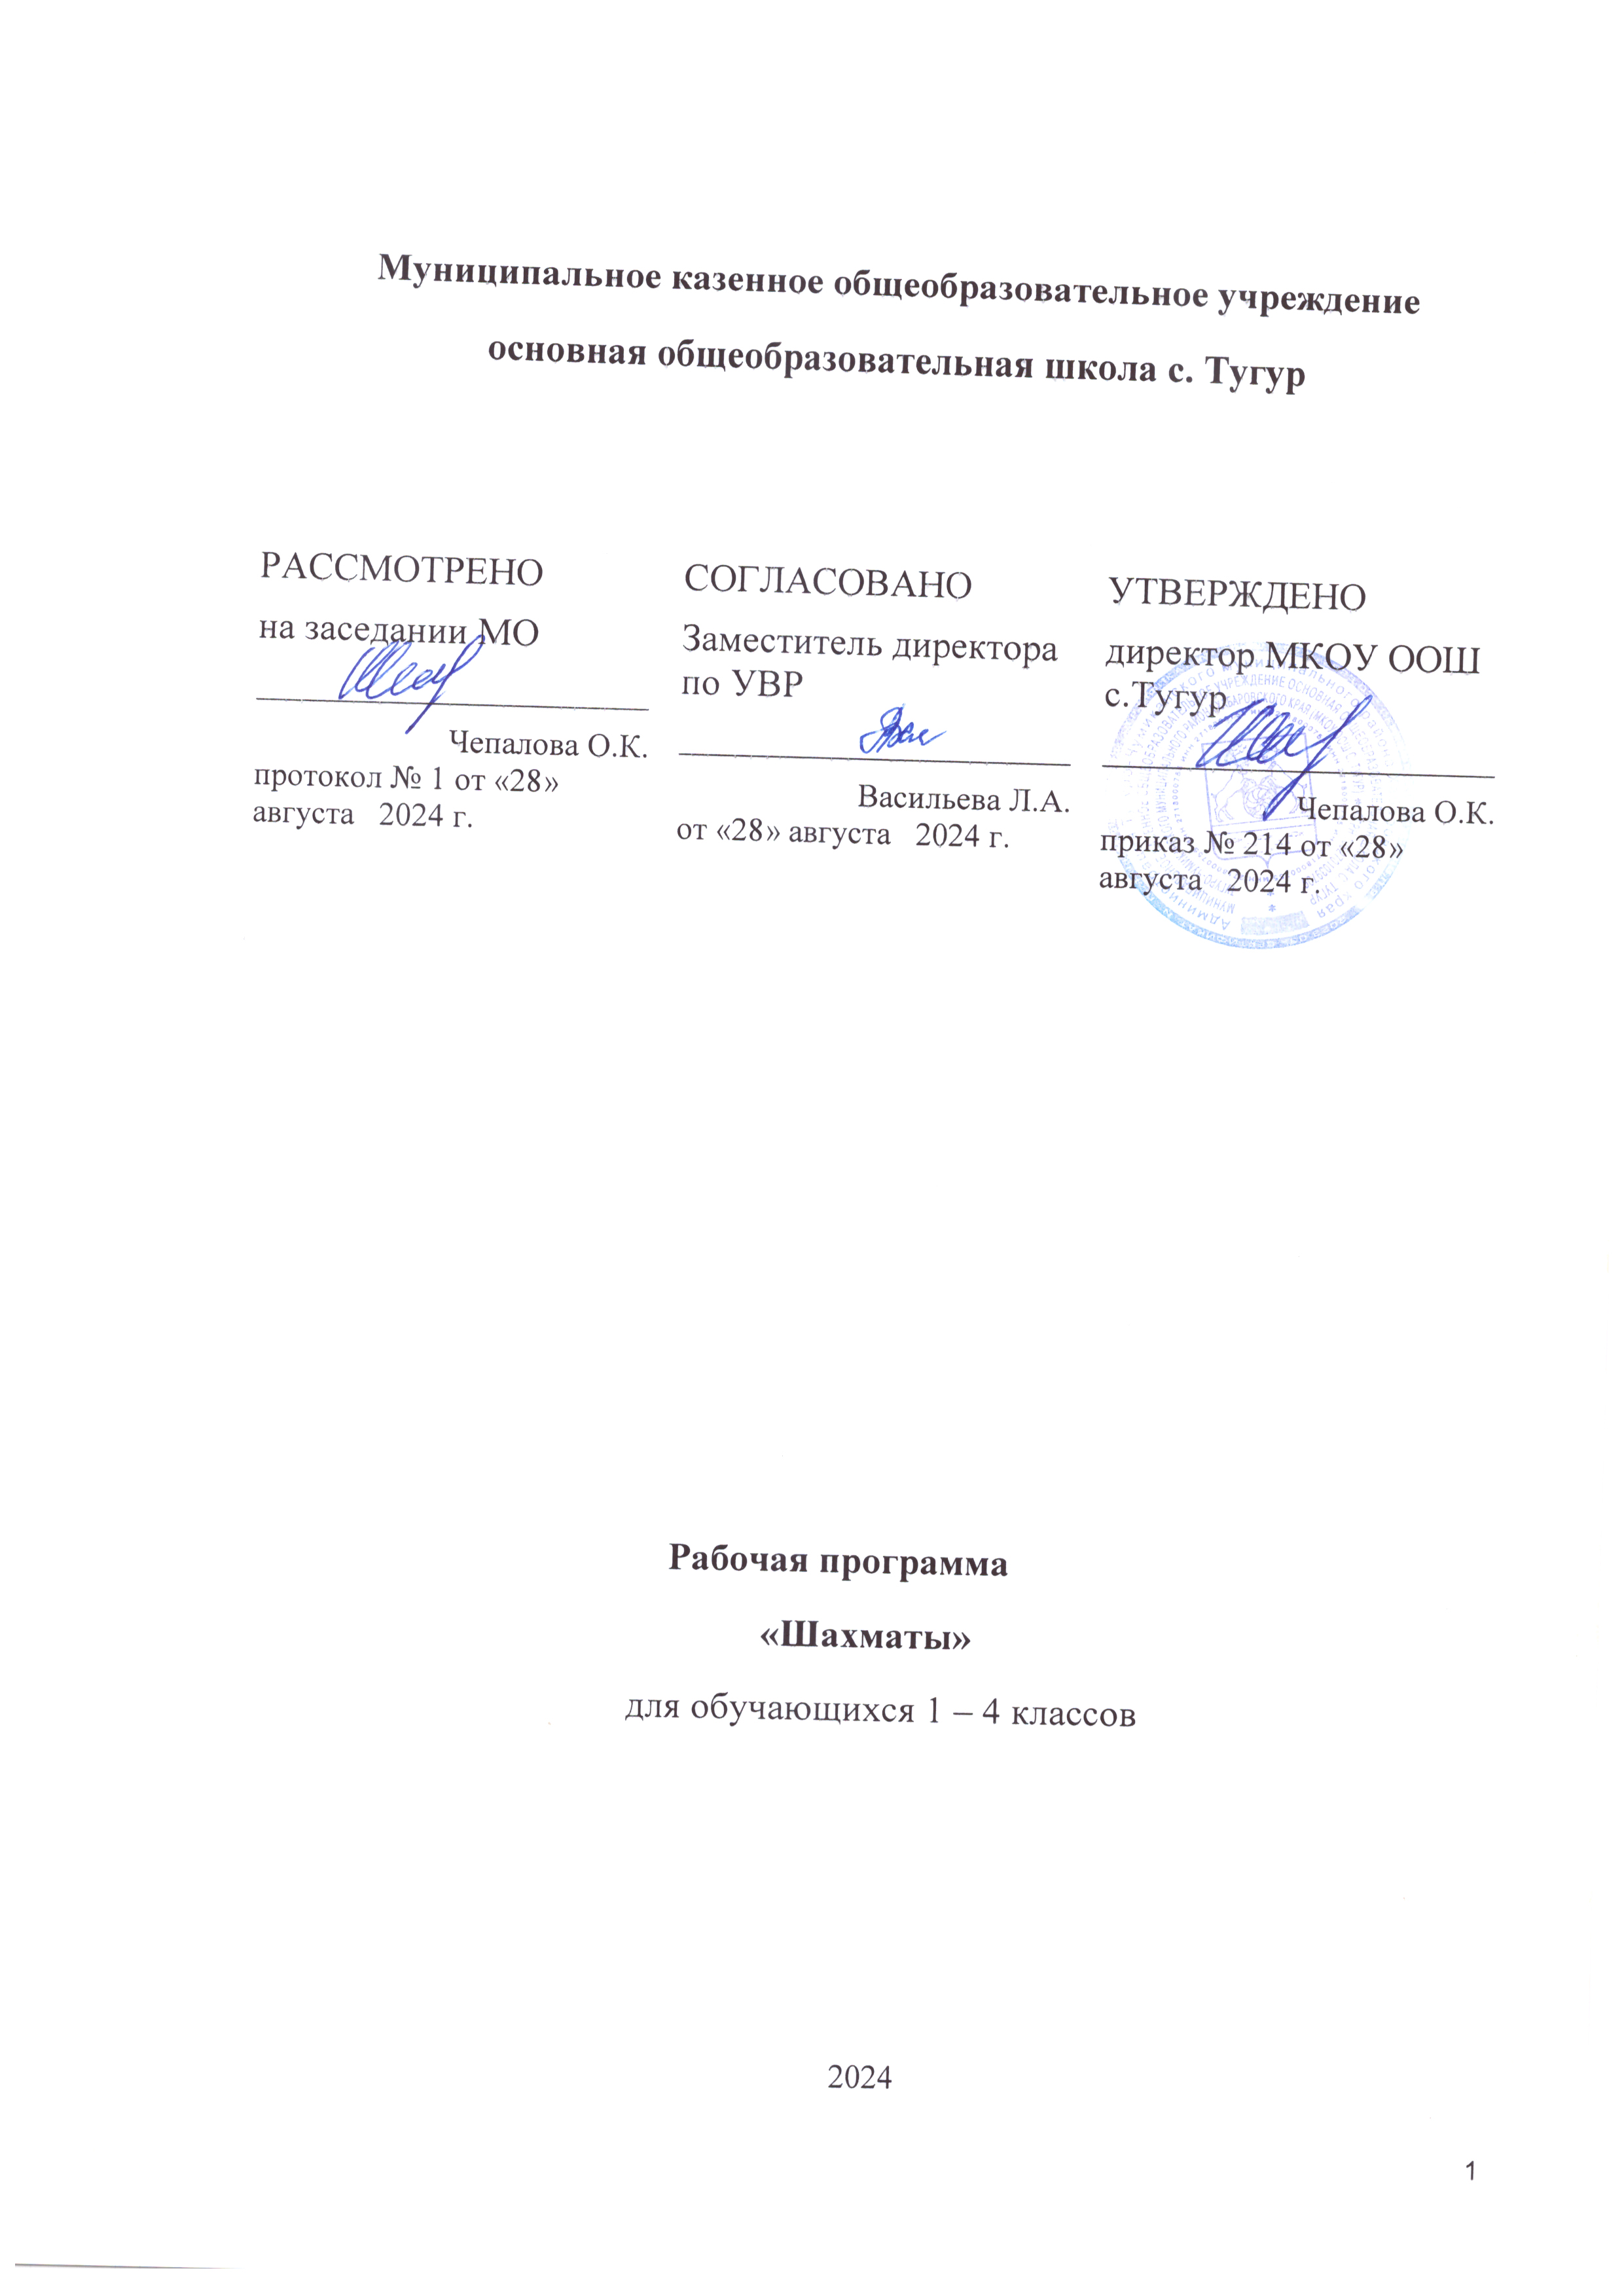 Муниципальное казенное общеобразовательное учреждение
основная общеобразовательная школа с. Тугур
РАССМОТРЕНО
на заседании МО
Чепалова О.К.
протокол № 1 от «28»
августа 2024 г.
СОГЛАСОВАНО
Заместитель директора
по УВР
Васильева Л.А.
от «28» августа 2024 г.
УТВЕРЖДЕНО
директор МКОУ ООШ
с.Тугур
Чепалова О.К.
приказ № 214 от «28»
августа 2024 г.
Рабочая программа
«Шахматы»
для обучающихся 1 – 4 классов
2024
1